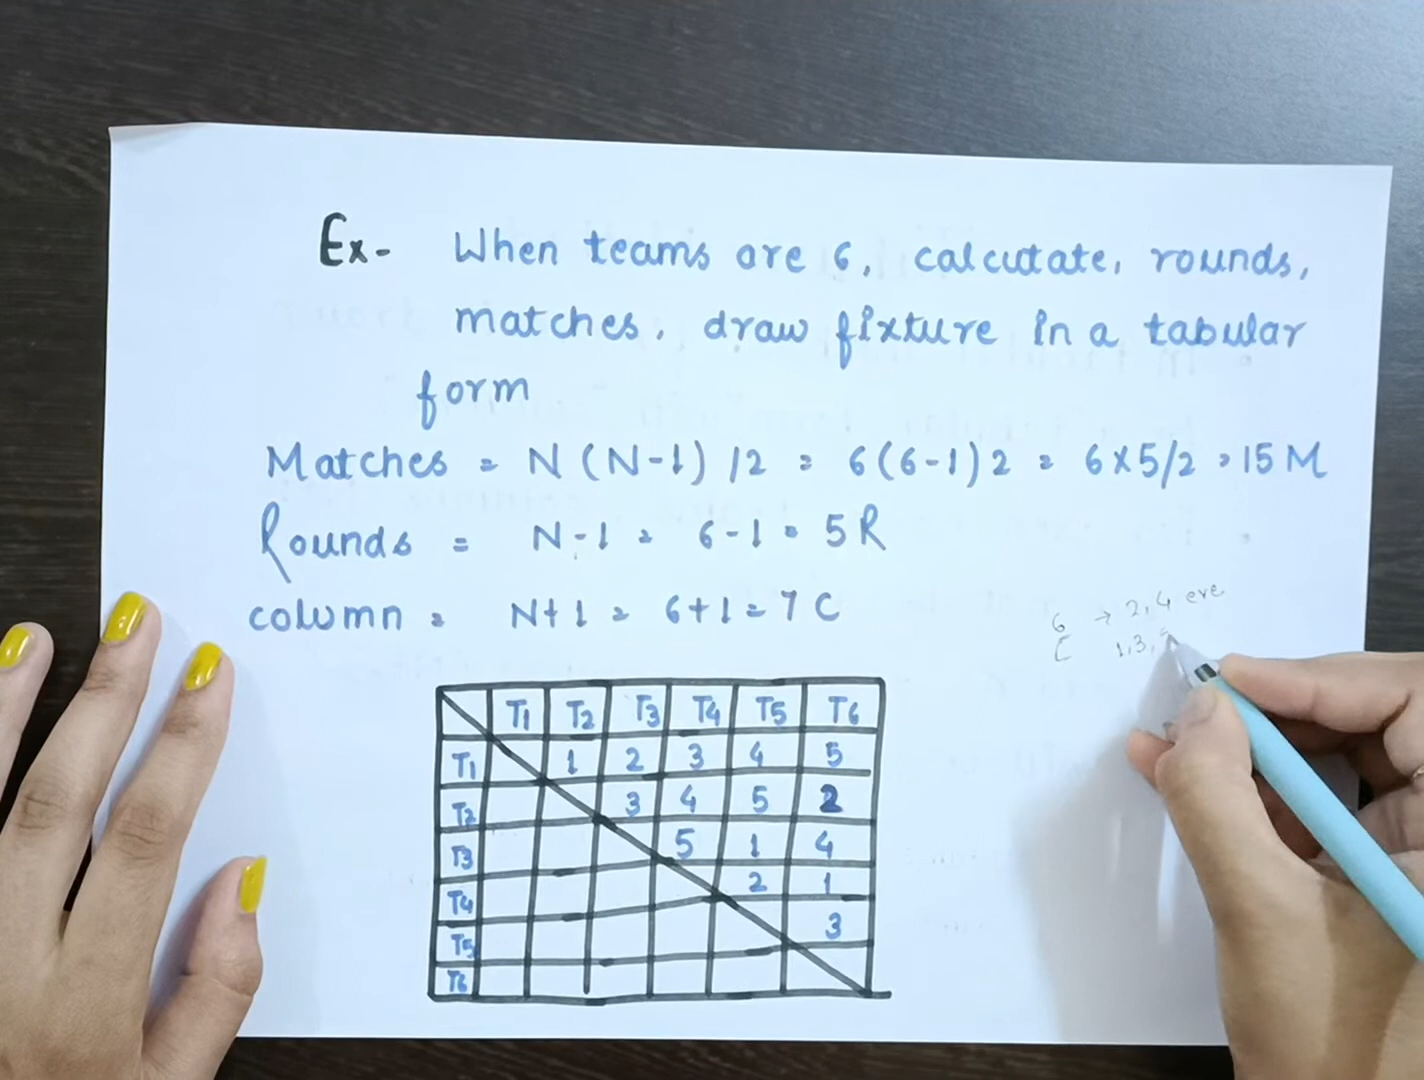 Ex- When teams are 6, calcutate, rounds,
matches, draw fixture in a tabular
form
Matches = N (N-1) /2 = 6(6-1) 2 = 6x5/2 = 15 M
Rounds = N-1 = 6-1 = 5 R
column = N+1 = 6+1 = 7 C
6 → 2,4 eve
1,3,
T1 T2 T3 T4 T5 T6
T1 1 2 3 4 5
T2 3 4 5 2
T3 5 1 4
T4 2 1
T5 3
T6